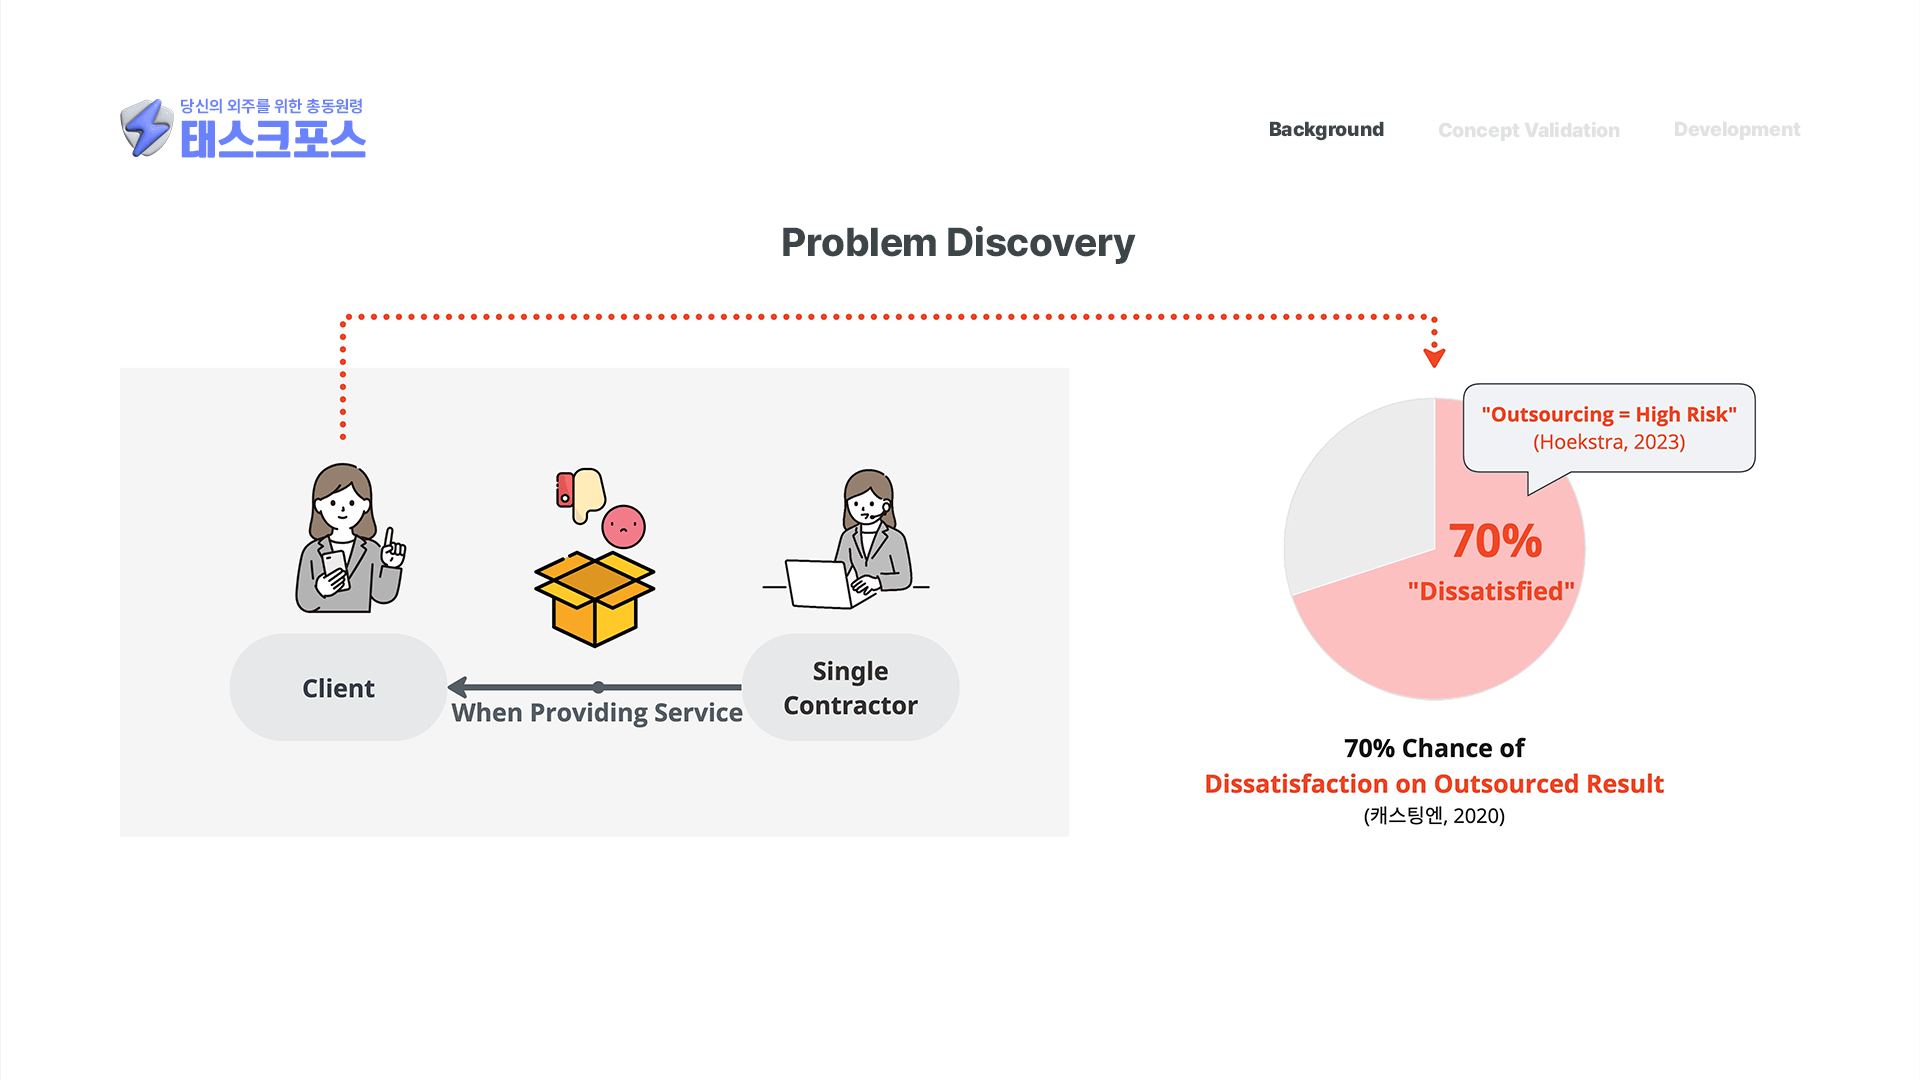 당신의 외주를 위한 총동원령
태스크포스
Background
Concept Validation
Development
Problem Discovery
Client
When Providing Service
Single
Contractor
"Outsourcing = High Risk"
(Hoekstra, 2023)
70%
"Dissatisfied"
70% Chance of
Dissatisfaction on Outsourced Result
(캐스팅엔, 2020)